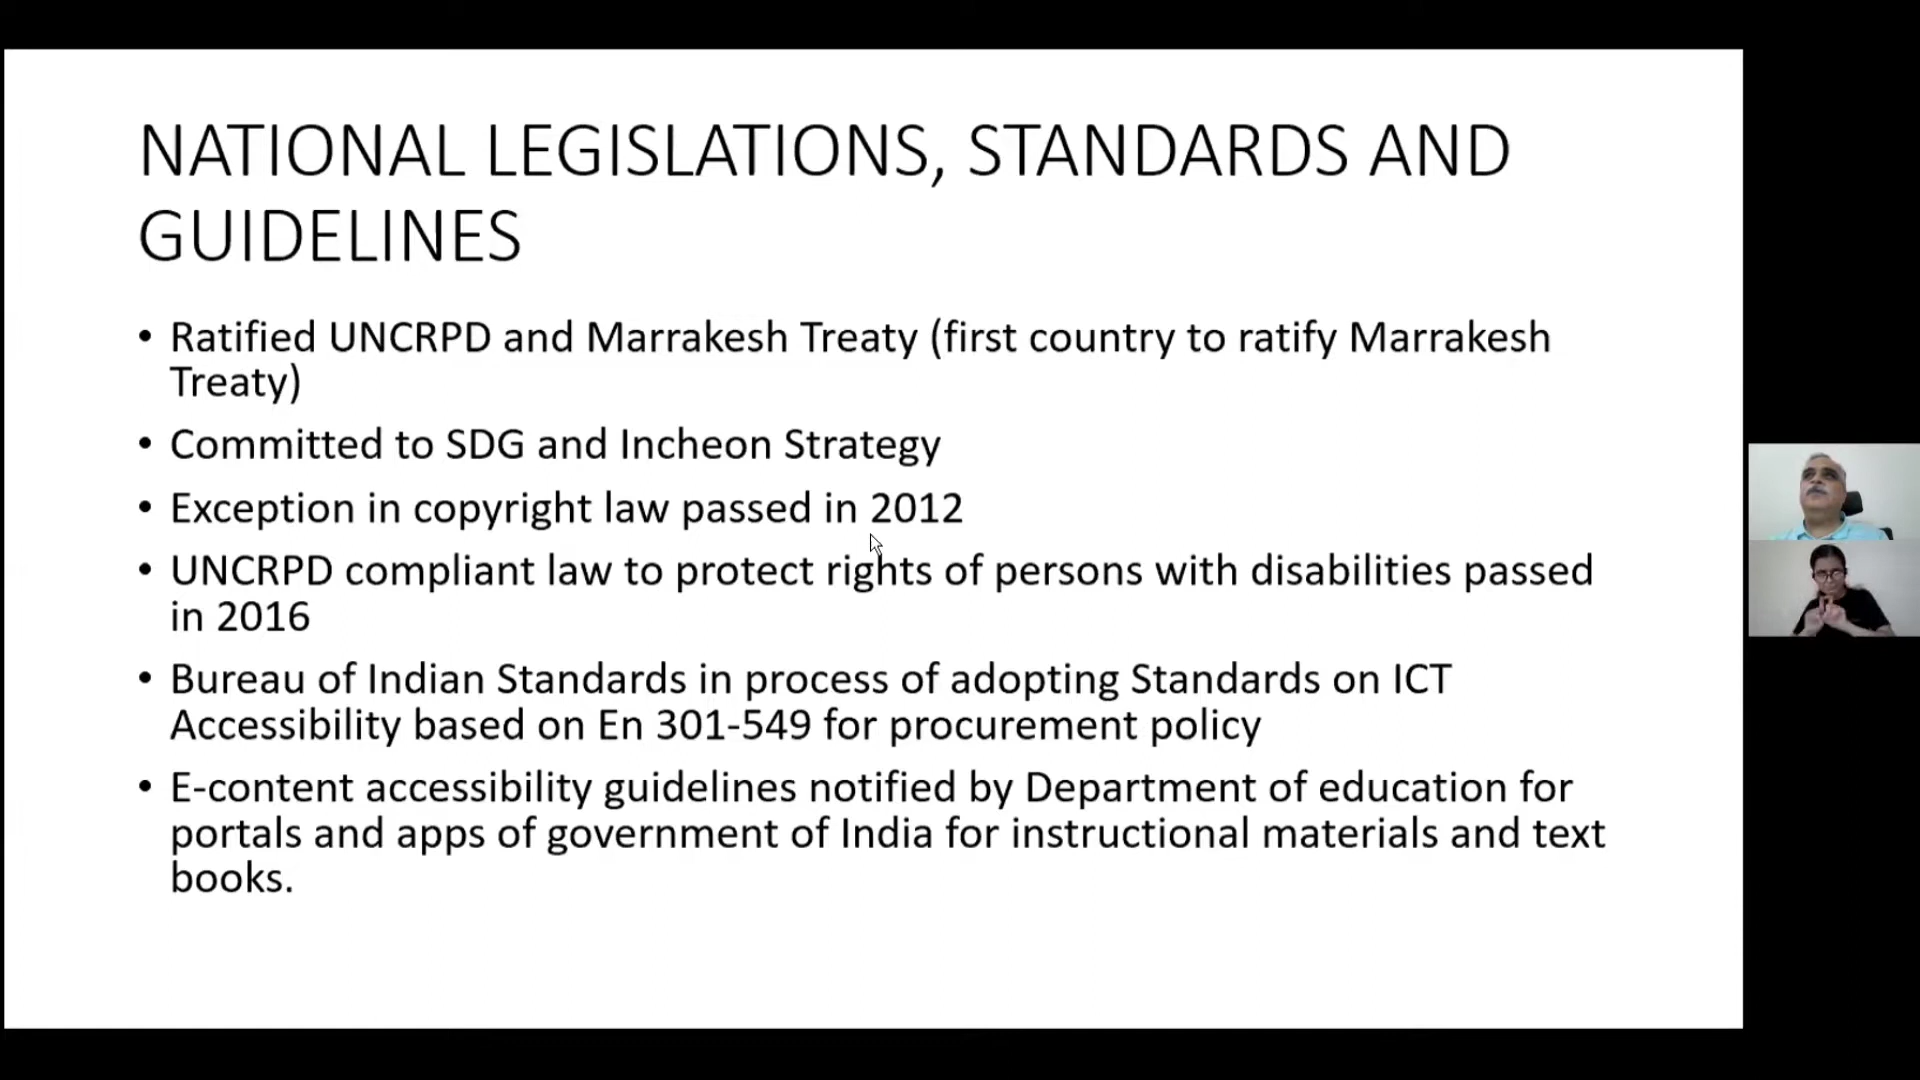 NATIONAL LEGISLATIONS, STANDARDS AND
GUIDELINES
• Ratified UNCRPD and Marrakesh Treaty (first country to ratify Marrakesh
Treaty)
• Committed to SDG and Incheon Strategy
• Exception in copyright law passed in 2012
• UNCRPD compliant law to protect rights of persons with disabilities passed
in 2016
• Bureau of Indian Standards in process of adopting Standards on ICT
Accessibility based on En 301-549 for procurement policy
• E-content accessibility guidelines notified by Department of education for
portals and apps of government of India for instructional materials and text
books.